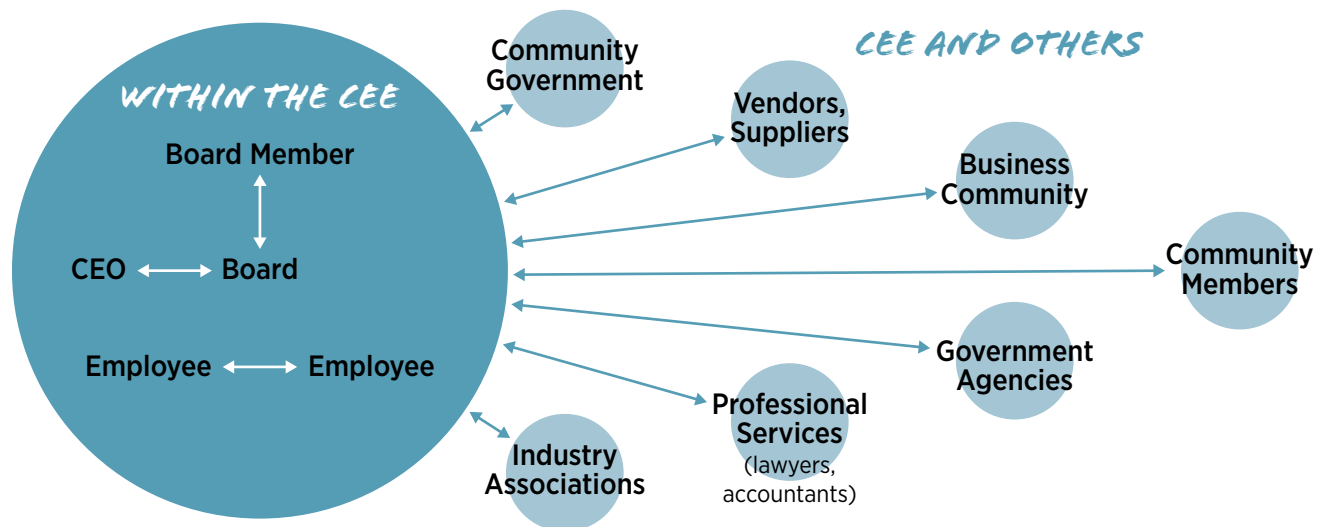 WITHIN THE CEE
Board Member
CEO
Board
Employee
Employee
CEE AND OTHERS
Community
Government
Vendors,
Suppliers
Business
Community
Community
Members
Government
Agencies
Professional
Services
(lawyers,
accountants)
Industry
Associations